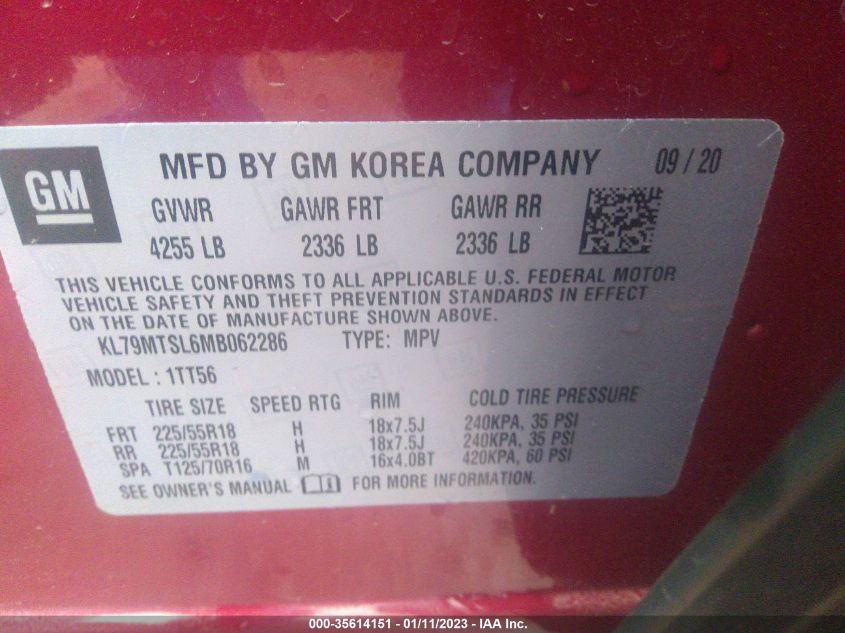 GM
MFD BY GM KOREA COMPANY 09 / 20
GVWR GAWR FRT GAWR RR
4255 LB 2336 LB 2336 LB
THIS VEHICLE CONFORMS TO ALL APPLICABLE U.S. FEDERAL MOTOR
VEHICLE SAFETY AND THEFT PREVENTION STANDARDS IN EFFECT
ON THE DATE OF MANUFACTURE SHOWN ABOVE.
KL79MTSL6MB062286 TYPE: MPV
MODEL : 1TT56
TIRE SIZE SPEED RTG RIM COLD TIRE PRESSURE
FRT 225/55R18 H 18x7.5J 240KPA, 35 PSI
RR 225/55R18 H 18x7.5J 240KPA, 35 PSI
SPA T125/70R16 M 16x4.0BT 420KPA, 60 PSI
SEE OWNER'S MANUAL FOR MORE INFORMATION.
000-35614151 - 01/11/2023 - IAA Inc.